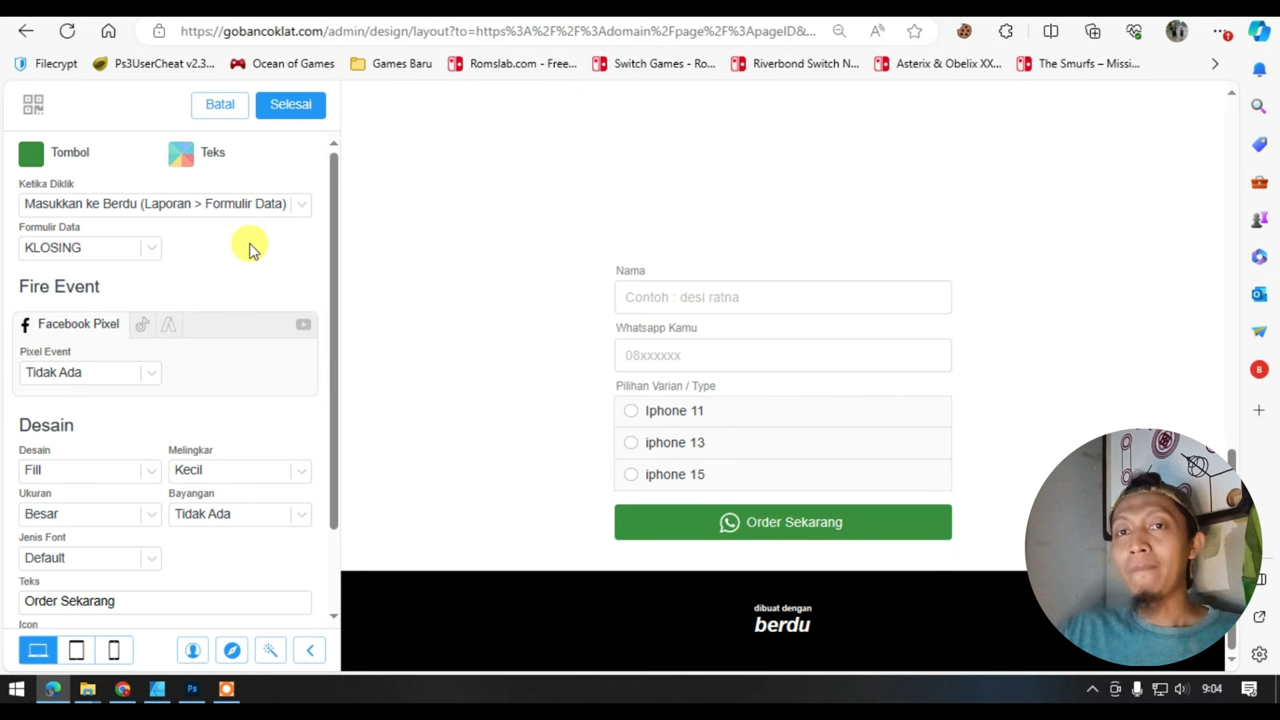 https://gobancoklat.com/admin/design/layout?to=https%3A%2F%2F%3Adomain%2Fpage%2F%3ApageID&...
Filecrypt
Ps3UserCheat v2.3...
Ocean of Games
Games Baru
Romslab.com - Free...
Switch Games - Ro...
Riverbond Switch N...
Asterix & Obelix XX...
The Smurfs – Missi...
Batal
Selesai
Tombol
Teks
Ketika Diklik
Masukkan ke Berdu (Laporan > Formulir Data)
Formulir Data
KLOSING
Fire Event
Facebook Pixel
Pixel Event
Tidak Ada
Desain
Desain
Melingkar
Fill
Kecil
Ukuran
Bayangan
Besar
Tidak Ada
Jenis Font
Default
Teks
Order Sekarang
Icon
Nama
Contoh : desi ratna
Whatsapp Kamu
08xxxxxx
Pilihan Varian / Type
Iphone 11
iphone 13
iphone 15
Order Sekarang
dibuat dengan
berdu
B
9:04
Ps